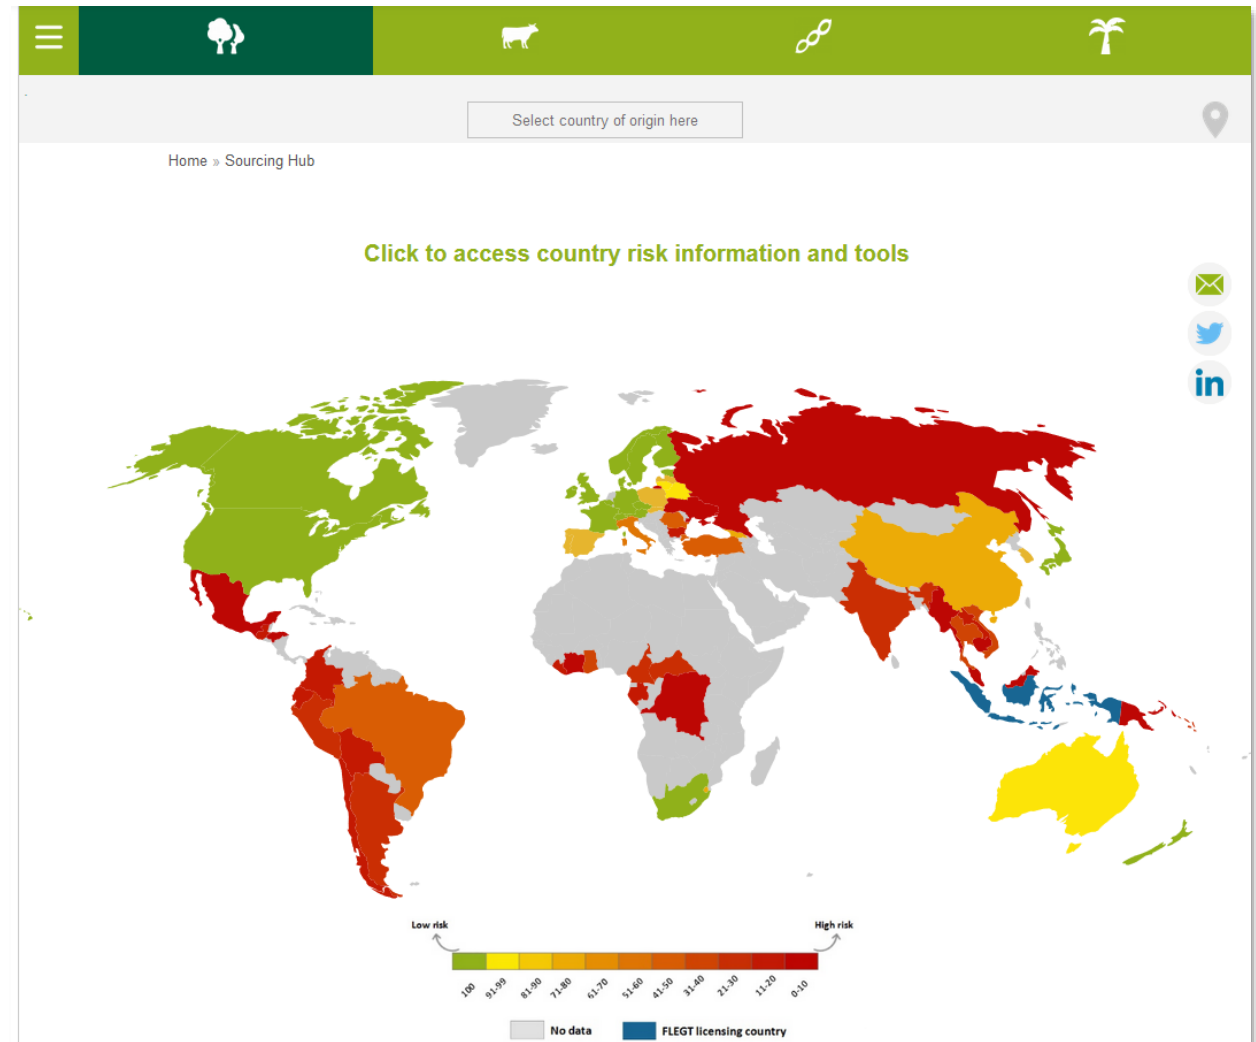 Select country of origin here
Home » Sourcing Hub
Click to access country risk information and tools
in
Low risk
High risk
100
91-99
81-90
71-80
61-70
51-60
41-50
31-40
21-30
11-20
0-10
No data
FLEGT licensing country